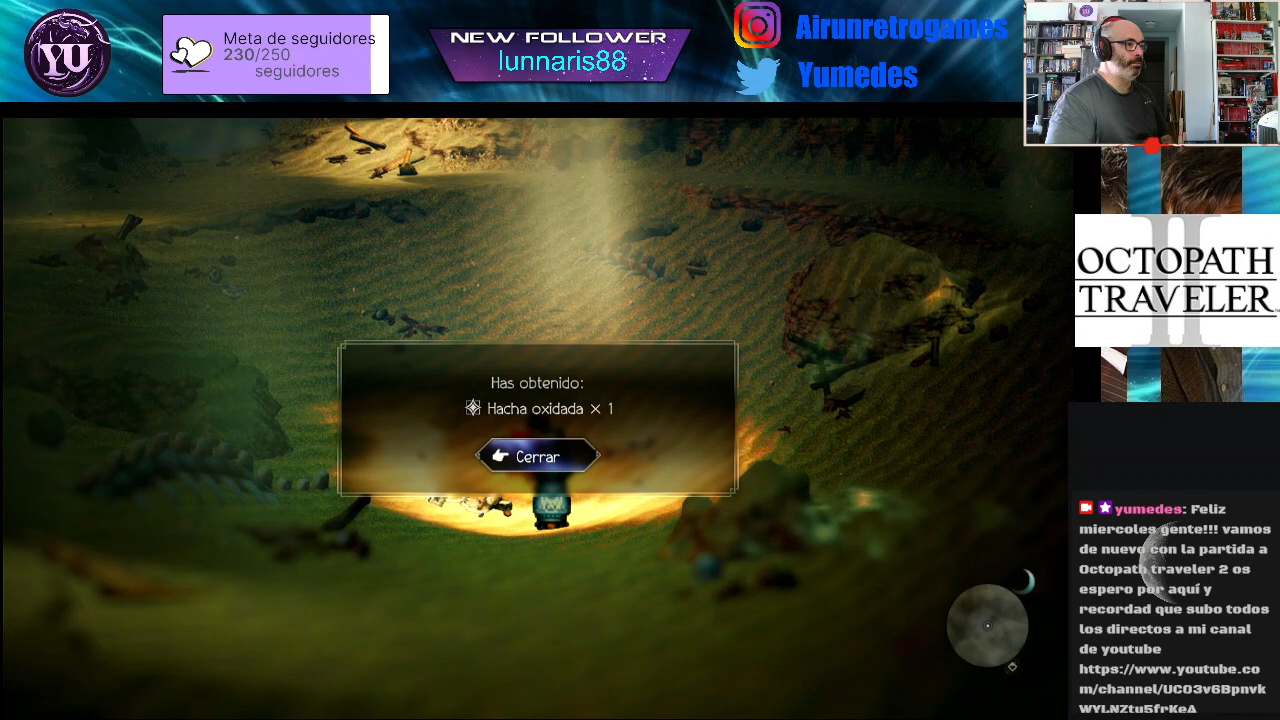 YU
Meta de seguidores
230/250
seguidores
NEW FOLLOWER
lunnaris88
Airunretrogames
Yumedes
OCTOPATH
TRAVELER
II
Has obtenido:
Hacha oxidada × 1
Cerrar
yumedes: Feliz
miercoles gente!!! vamos
de nuevo con la partida a
Octopath traveler 2 os
espero por aquí y
recordad que subo todos
los directos a mi canal
de youtube
https://www.youtube.co
m/channel/UC03v6Bpnvk
WYLNZtu5frKeA